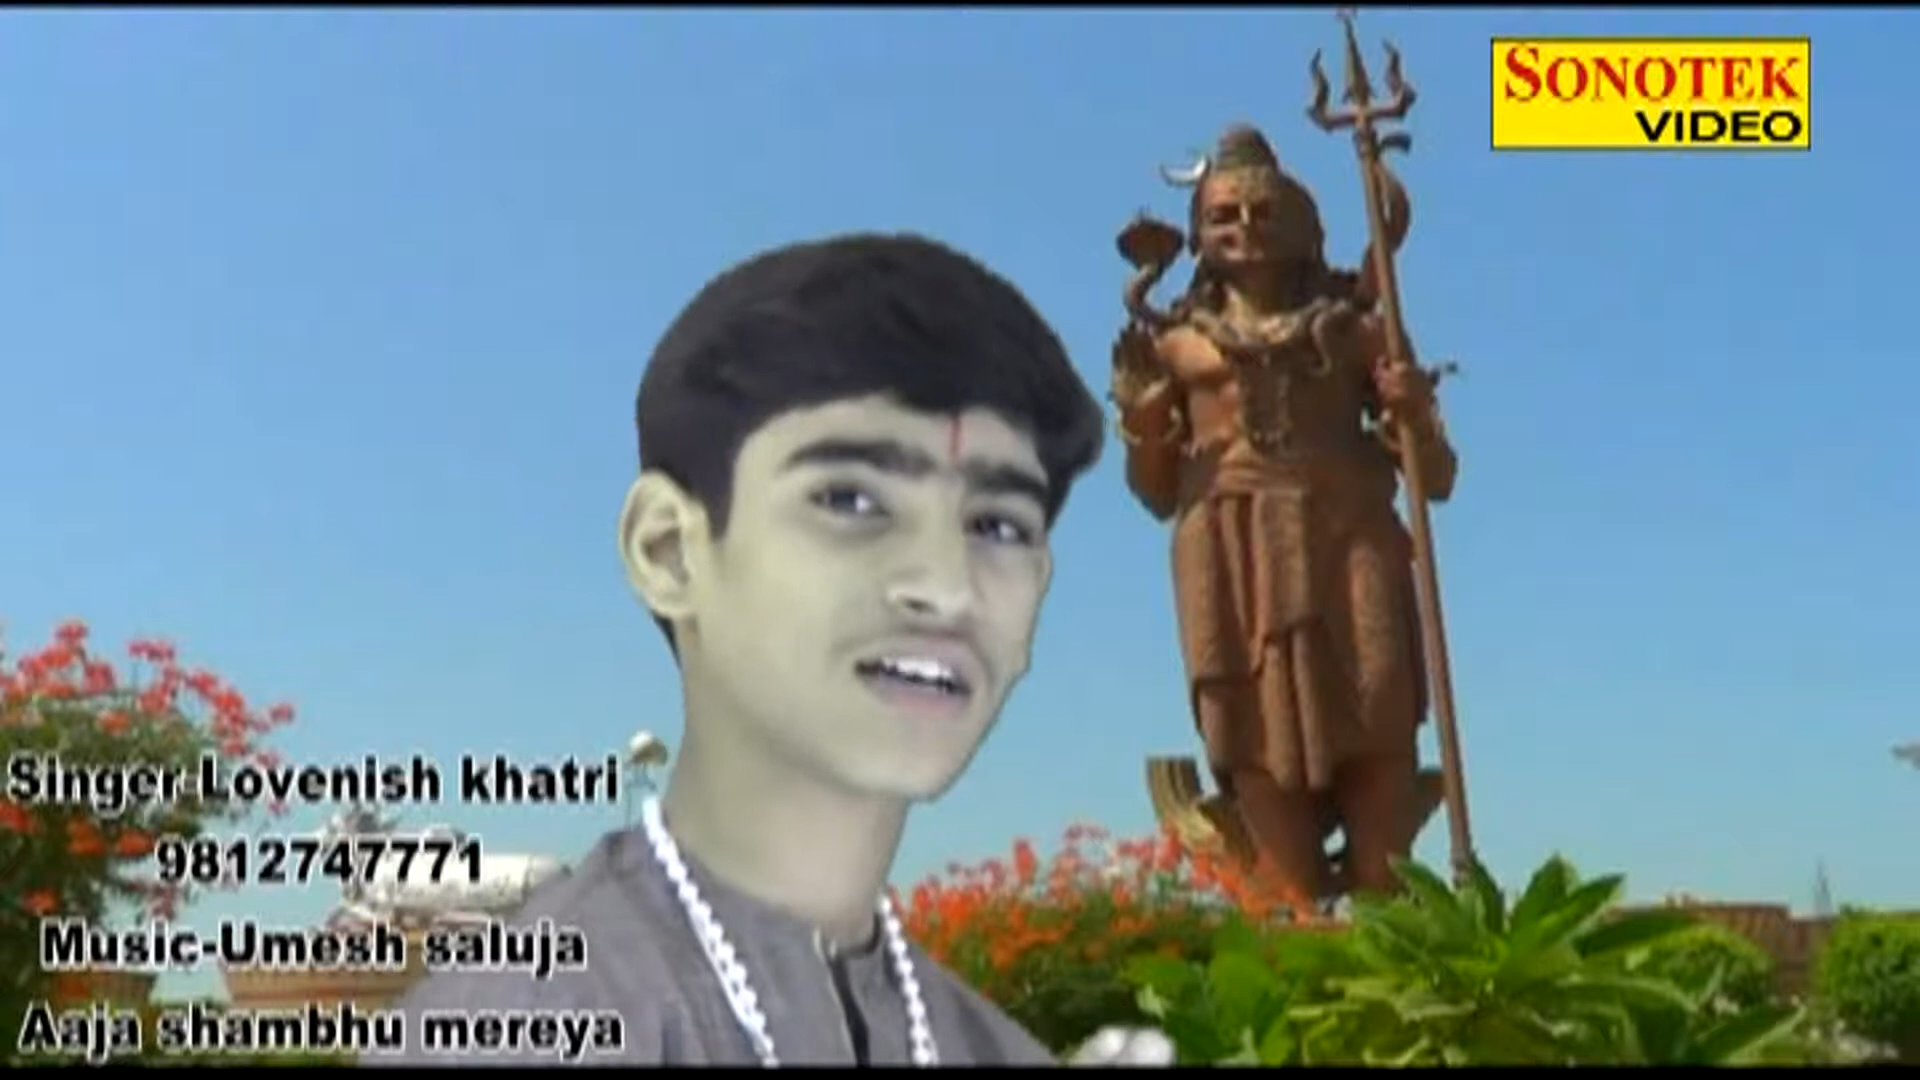 SONOTEK
VIDEO
Singer-Lovenish khatri
9812747771
Music-Umesh saluja
Aaja shambhu mereya